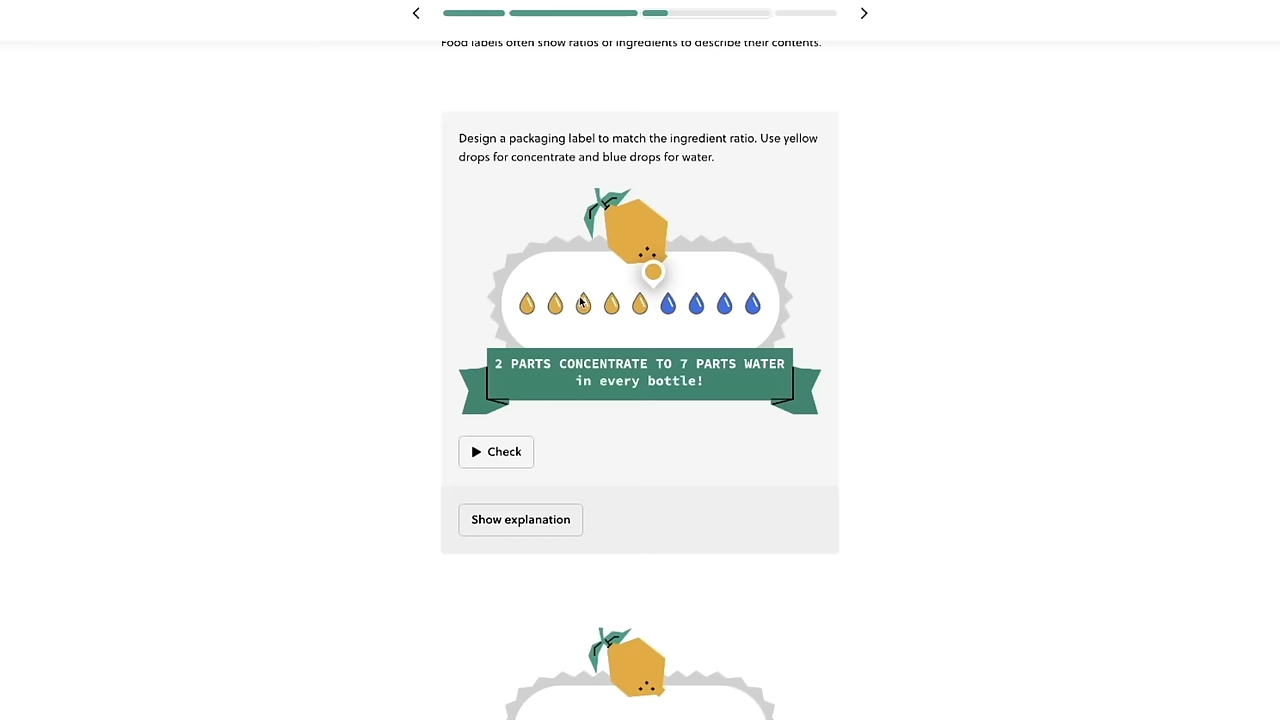 Food labels often show ratios of ingredients to describe their contents.
Design a packaging label to match the ingredient ratio. Use yellow
drops for concentrate and blue drops for water.
2 PARTS CONCENTRATE TO 7 PARTS WATER
in every bottle!
Check
Show explanation